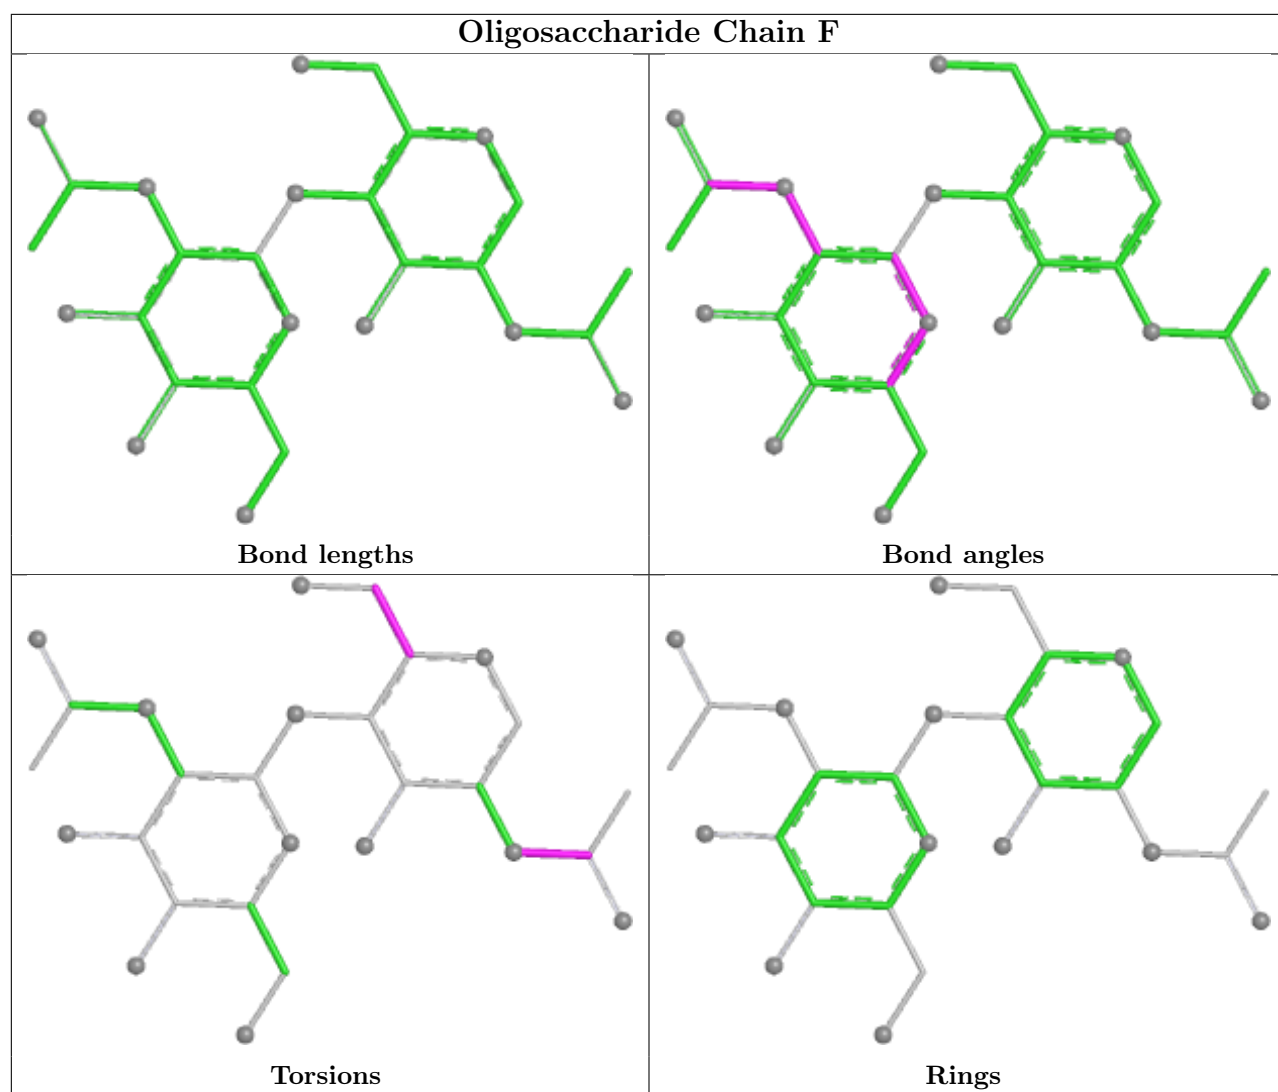 Oligosaccharide Chain F
Bond lengths
Bond angles
Torsions
Rings